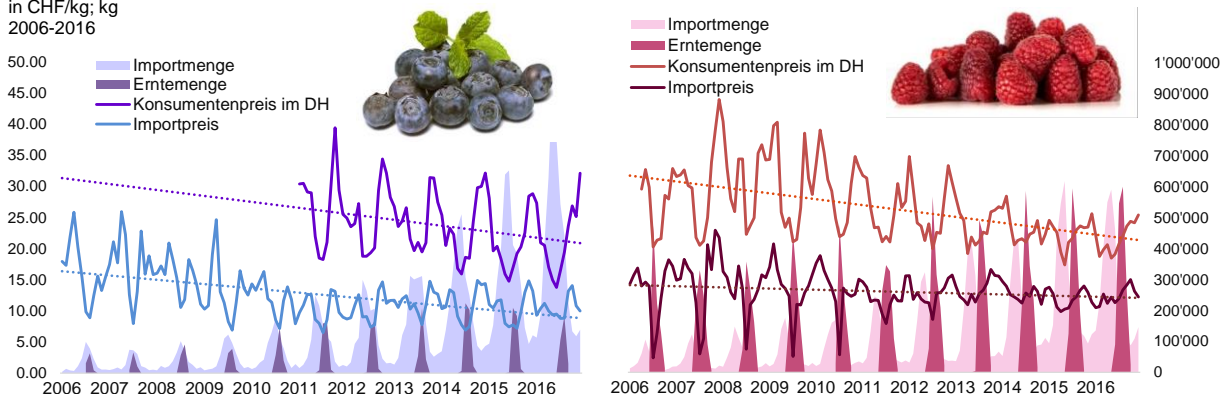 in CHF/kg; kg
2006-2016
50.00
45.00
40.00
35.00
30.00
25.00
20.00
15.00
10.00
5.00
0.00
Importmenge
Erntemenge
Konsumentenpreis im DH
Importpreis
2006 2007 2008 2009 2010 2011 2012 2013 2014 2015 2016
Importmenge
Erntemenge
Konsumentenpreis im DH
Importpreis
1'000'000
900'000
800'000
700'000
600'000
500'000
400'000
300'000
200'000
100'000
0
2006 2007 2008 2009 2010 2011 2012 2013 2014 2015 2016